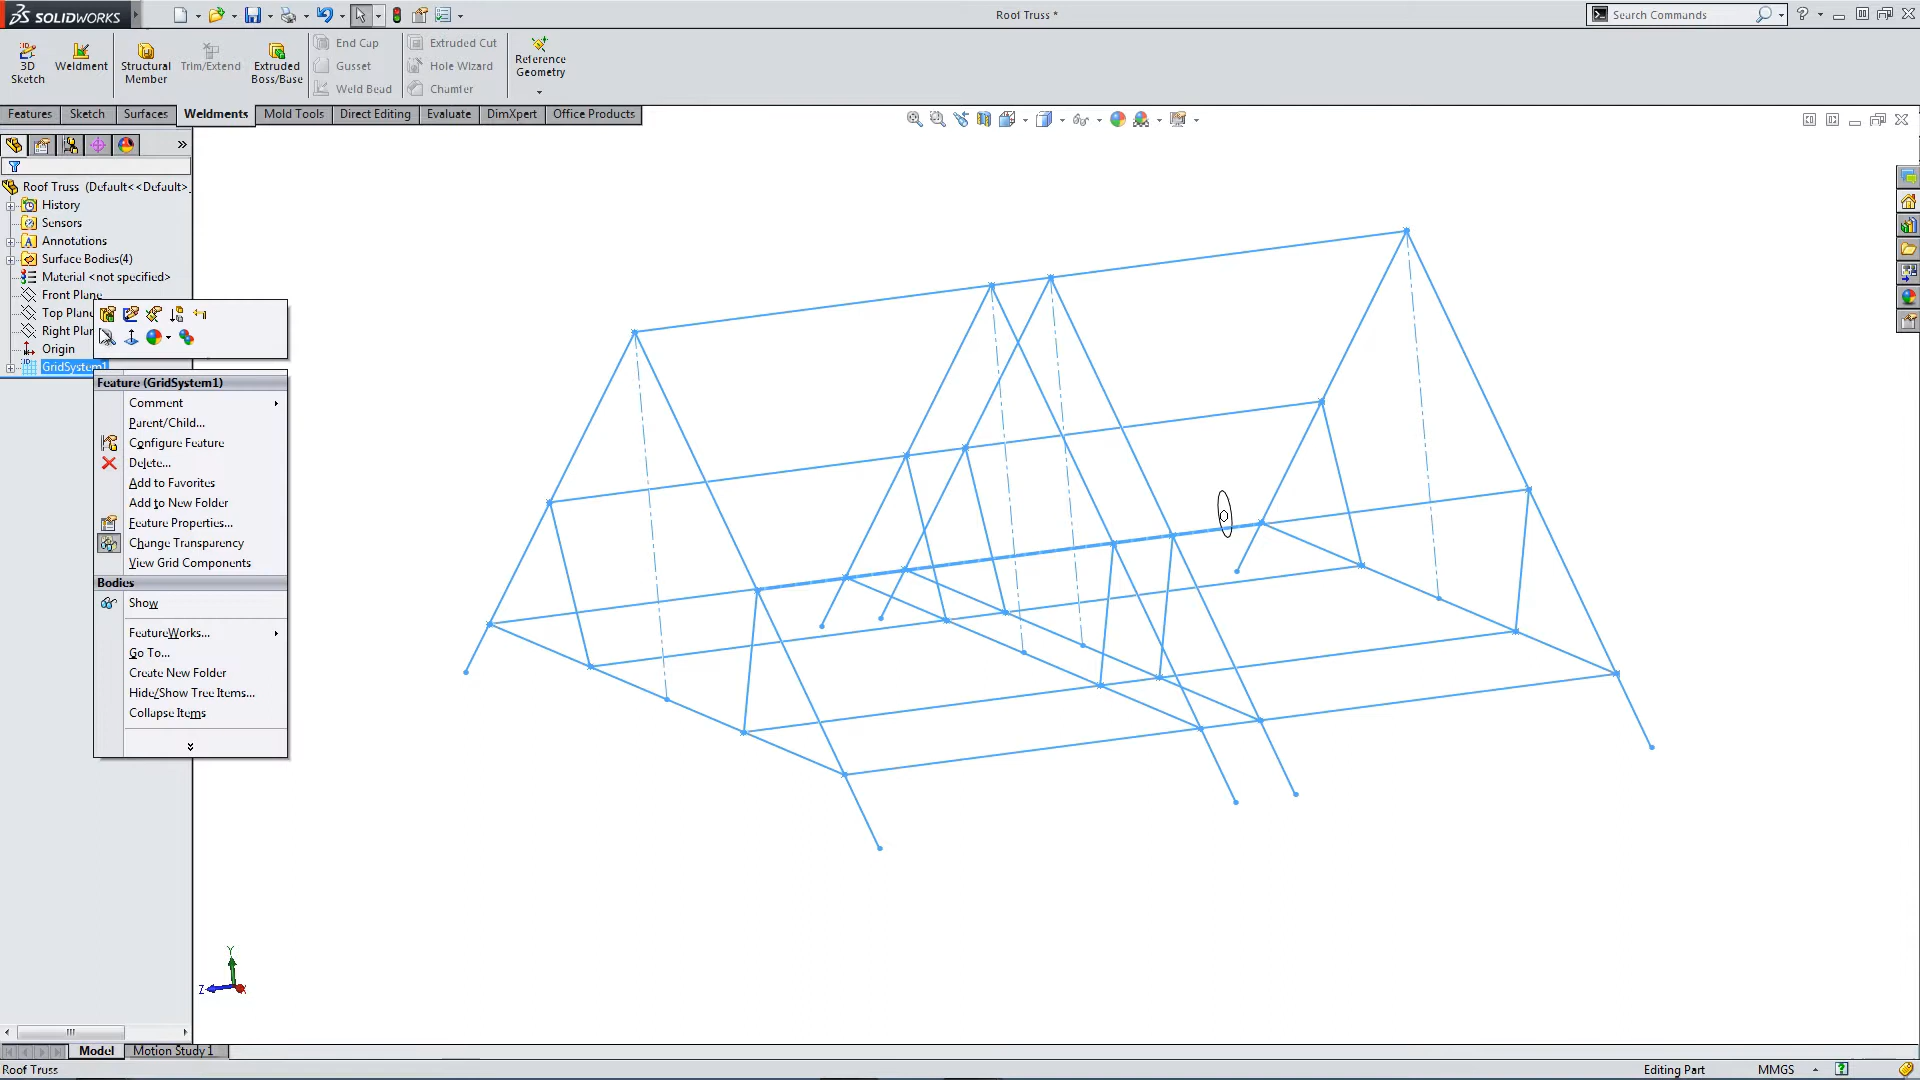 SOLIDWORKS
Roof Truss *
Search Commands
3D Sketch
Weldment
Structural Member
Trim/Extend
Extruded Boss/Base
End Cap
Gusset
Weld Bead
Extruded Cut
Hole Wizard
Chamfer
Reference Geometry
Features
Sketch
Surfaces
Weldments
Mold Tools
Direct Editing
Evaluate
DimXpert
Office Products
Roof Truss (Default<<Default>
History
Sensors
Annotations
Surface Bodies(4)
Material <not specified>
Front Plane
Top Plane
Right Plan
Origin
GridSystem1
Feature (GridSystem1)
Comment
Parent/Child...
Configure Feature
Delete...
Add to Favorites
Add to New Folder
Feature Properties...
Change Transparency
View Grid Components
Bodies
Show
FeatureWorks...
Go To...
Create New Folder
Hide/Show Tree Items...
Collapse Items
Y
Z
Model
Motion Study 1
Roof Truss
Editing Part
MMGS